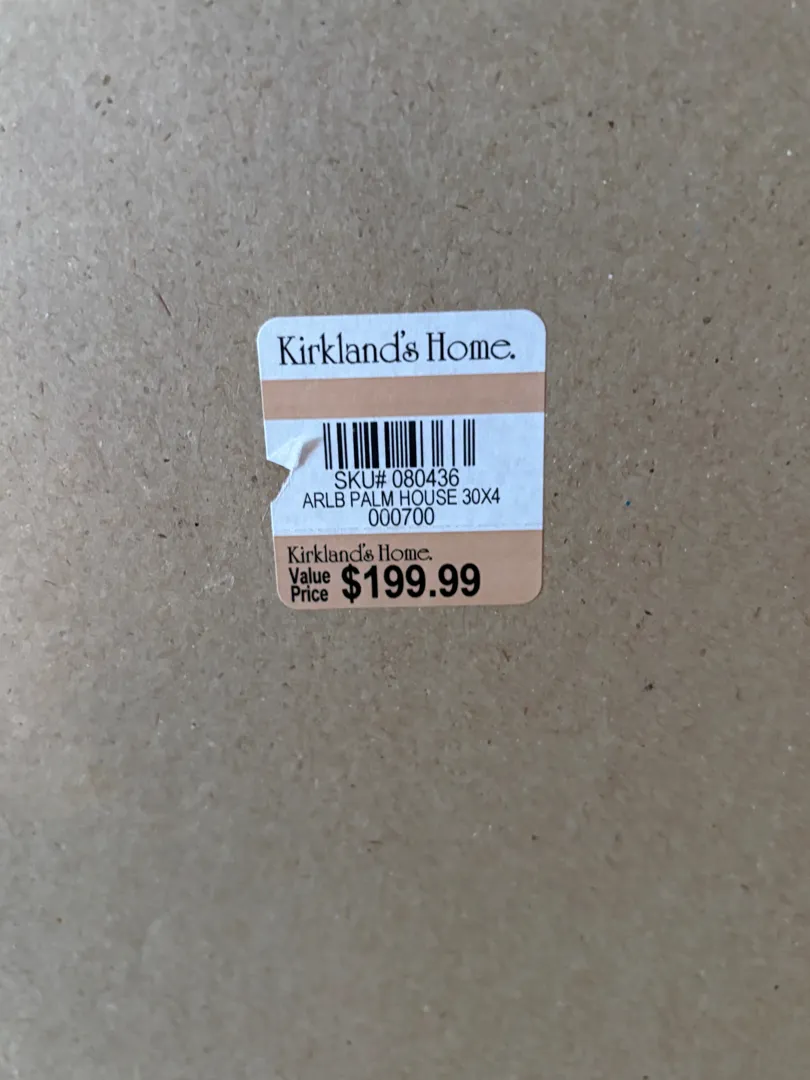 Kirkland's Home.
SKU# 080436
ARLB PALM HOUSE 30X4
000700
Kirkland's Home.
Value
Price $199.99